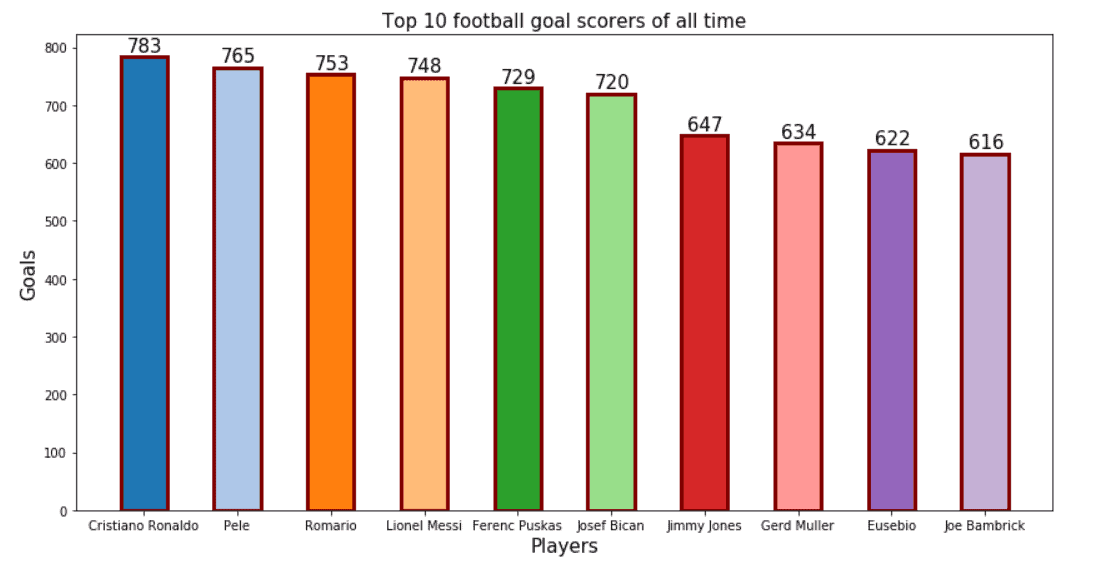 Top 10 football goal scorers of all time
783
765
753
748
729
720
647
634
622
616
800
700
600
500
400
300
200
100
0
Goals
Cristiano Ronaldo
Pele
Romario
Lionel Messi
Ferenc Puskas
Josef Bican
Jimmy Jones
Gerd Muller
Eusebio
Joe Bambrick
Players